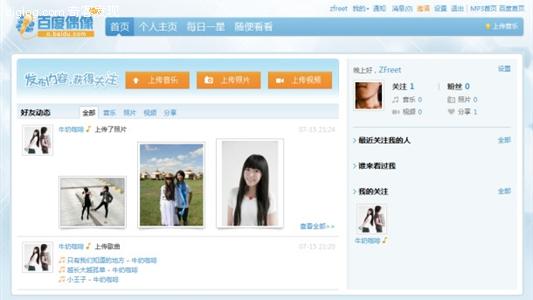 zfreet 我的 通知 消息(0) 邀请 设置 退出 | MP3首页 百度首页
百度偶像
o.baidu.com
首页 个人主页 每日一星 随便看看
上传音乐
发布内容,获得关注
上传音乐 上传照片 上传视频
晚上好，ZFreet 设置
关注 1 粉丝 0
音乐 0 照片 0
视频 0 分享 1
好友动态 全部 音乐 照片 视频 分享
牛奶咖啡 上传了照片 07-15 21:24
查看全部>>
最近关注我的人 全部
谁来看过我
我的关注 全部
牛奶咖啡
牛奶咖啡 上传歌曲 07-15 21:20
只有我们知道的地方 - 牛奶咖啡
越长大越孤单 - 牛奶咖啡
小王子 - 牛奶咖啡